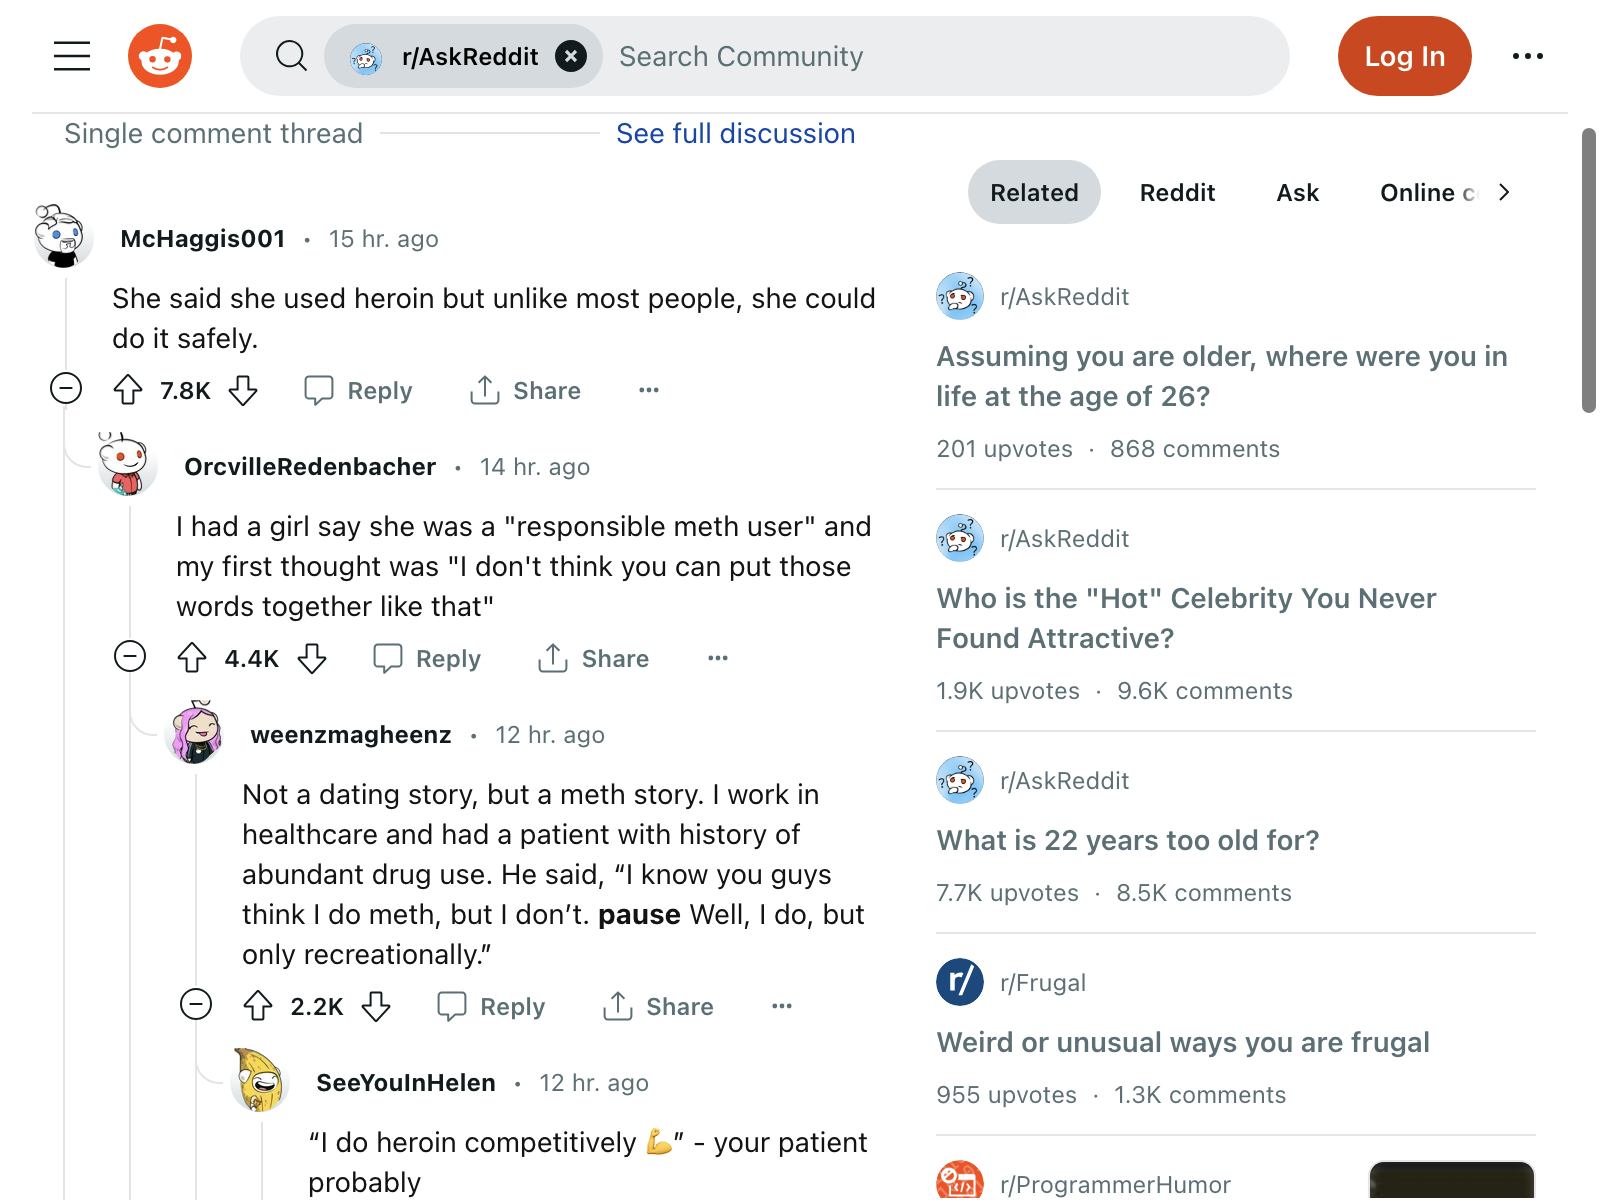 r/AskReddit
Search Community
Log In
Single comment thread
See full discussion
McHaggis001 · 15 hr. ago
She said she used heroin but unlike most people, she could
do it safely.
7.8K Reply Share
OrcvilleRedenbacher · 14 hr. ago
I had a girl say she was a "responsible meth user" and
my first thought was "I don't think you can put those
words together like that"
4.4K Reply Share
weenzmagheenz · 12 hr. ago
Not a dating story, but a meth story. I work in
healthcare and had a patient with history of
abundant drug use. He said, “I know you guys
think I do meth, but I don’t. pause Well, I do, but
only recreationally.”
2.2K Reply Share
SeeYouInHelen · 12 hr. ago
“I do heroin competitively 💪” - your patient
probably
Related Reddit Ask Online
r/AskReddit
Assuming you are older, where were you in
life at the age of 26?
201 upvotes · 868 comments
r/AskReddit
Who is the "Hot" Celebrity You Never
Found Attractive?
1.9K upvotes · 9.6K comments
r/AskReddit
What is 22 years too old for?
7.7K upvotes · 8.5K comments
r/
r/Frugal
Weird or unusual ways you are frugal
955 upvotes · 1.3K comments
r/ProgrammerHumor